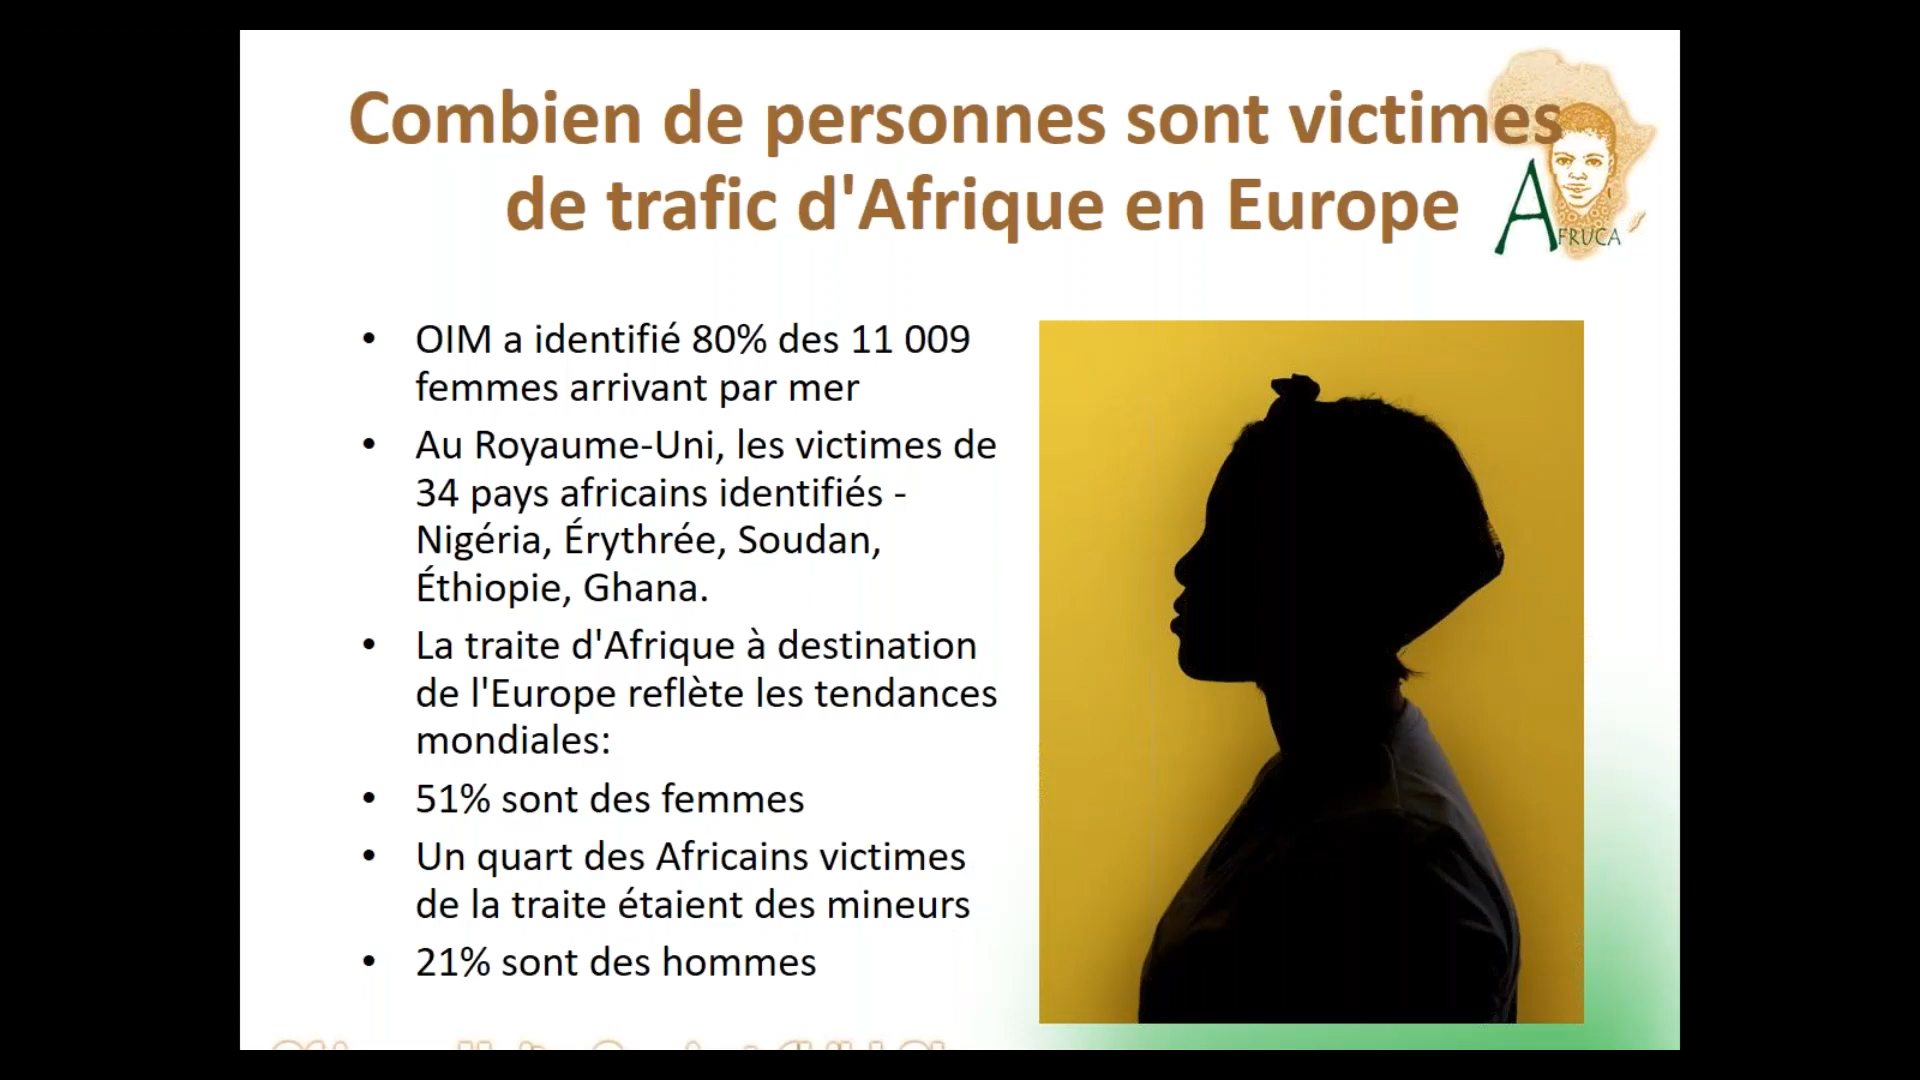 Combien de personnes sont victimes
de trafic d'Afrique en Europe
AFRUCA
• OIM a identifié 80% des 11 009
femmes arrivant par mer
• Au Royaume-Uni, les victimes de
34 pays africains identifiés -
Nigéria, Érythrée, Soudan,
Éthiopie, Ghana.
• La traite d'Afrique à destination
de l'Europe reflète les tendances
mondiales:
• 51% sont des femmes
• Un quart des Africains victimes
de la traite étaient des mineurs
• 21% sont des hommes